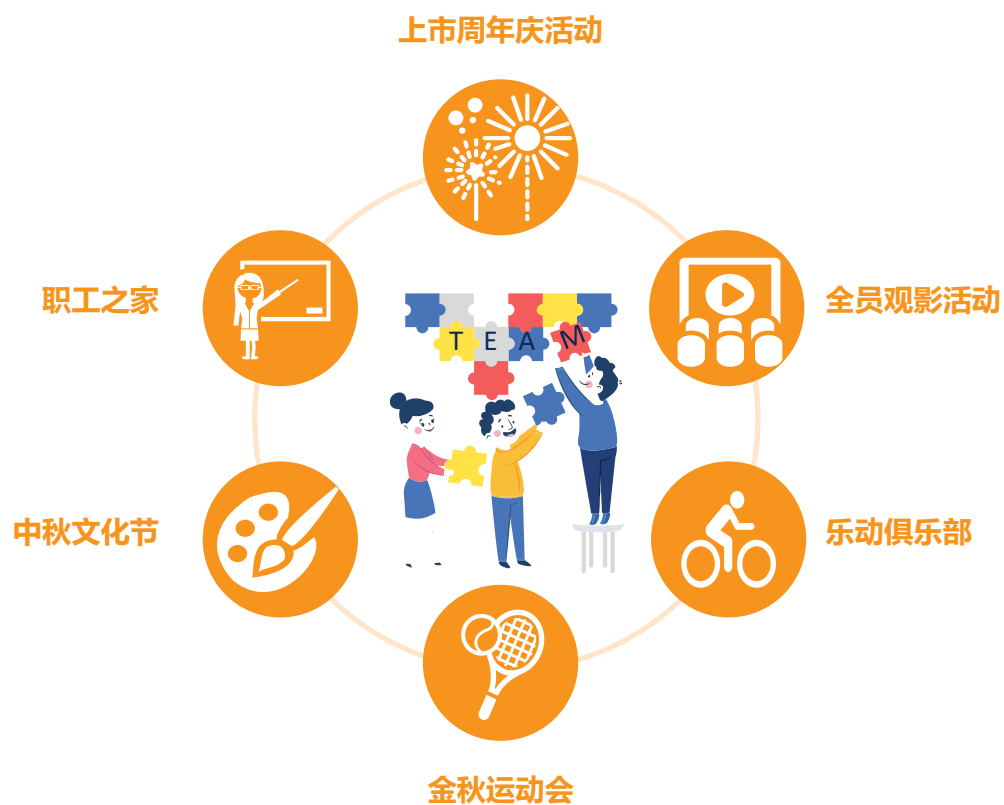 上市周年庆活动
职工之家
全员观影活动
TEAM
中秋文化节
乐动俱乐部
金秋运动会